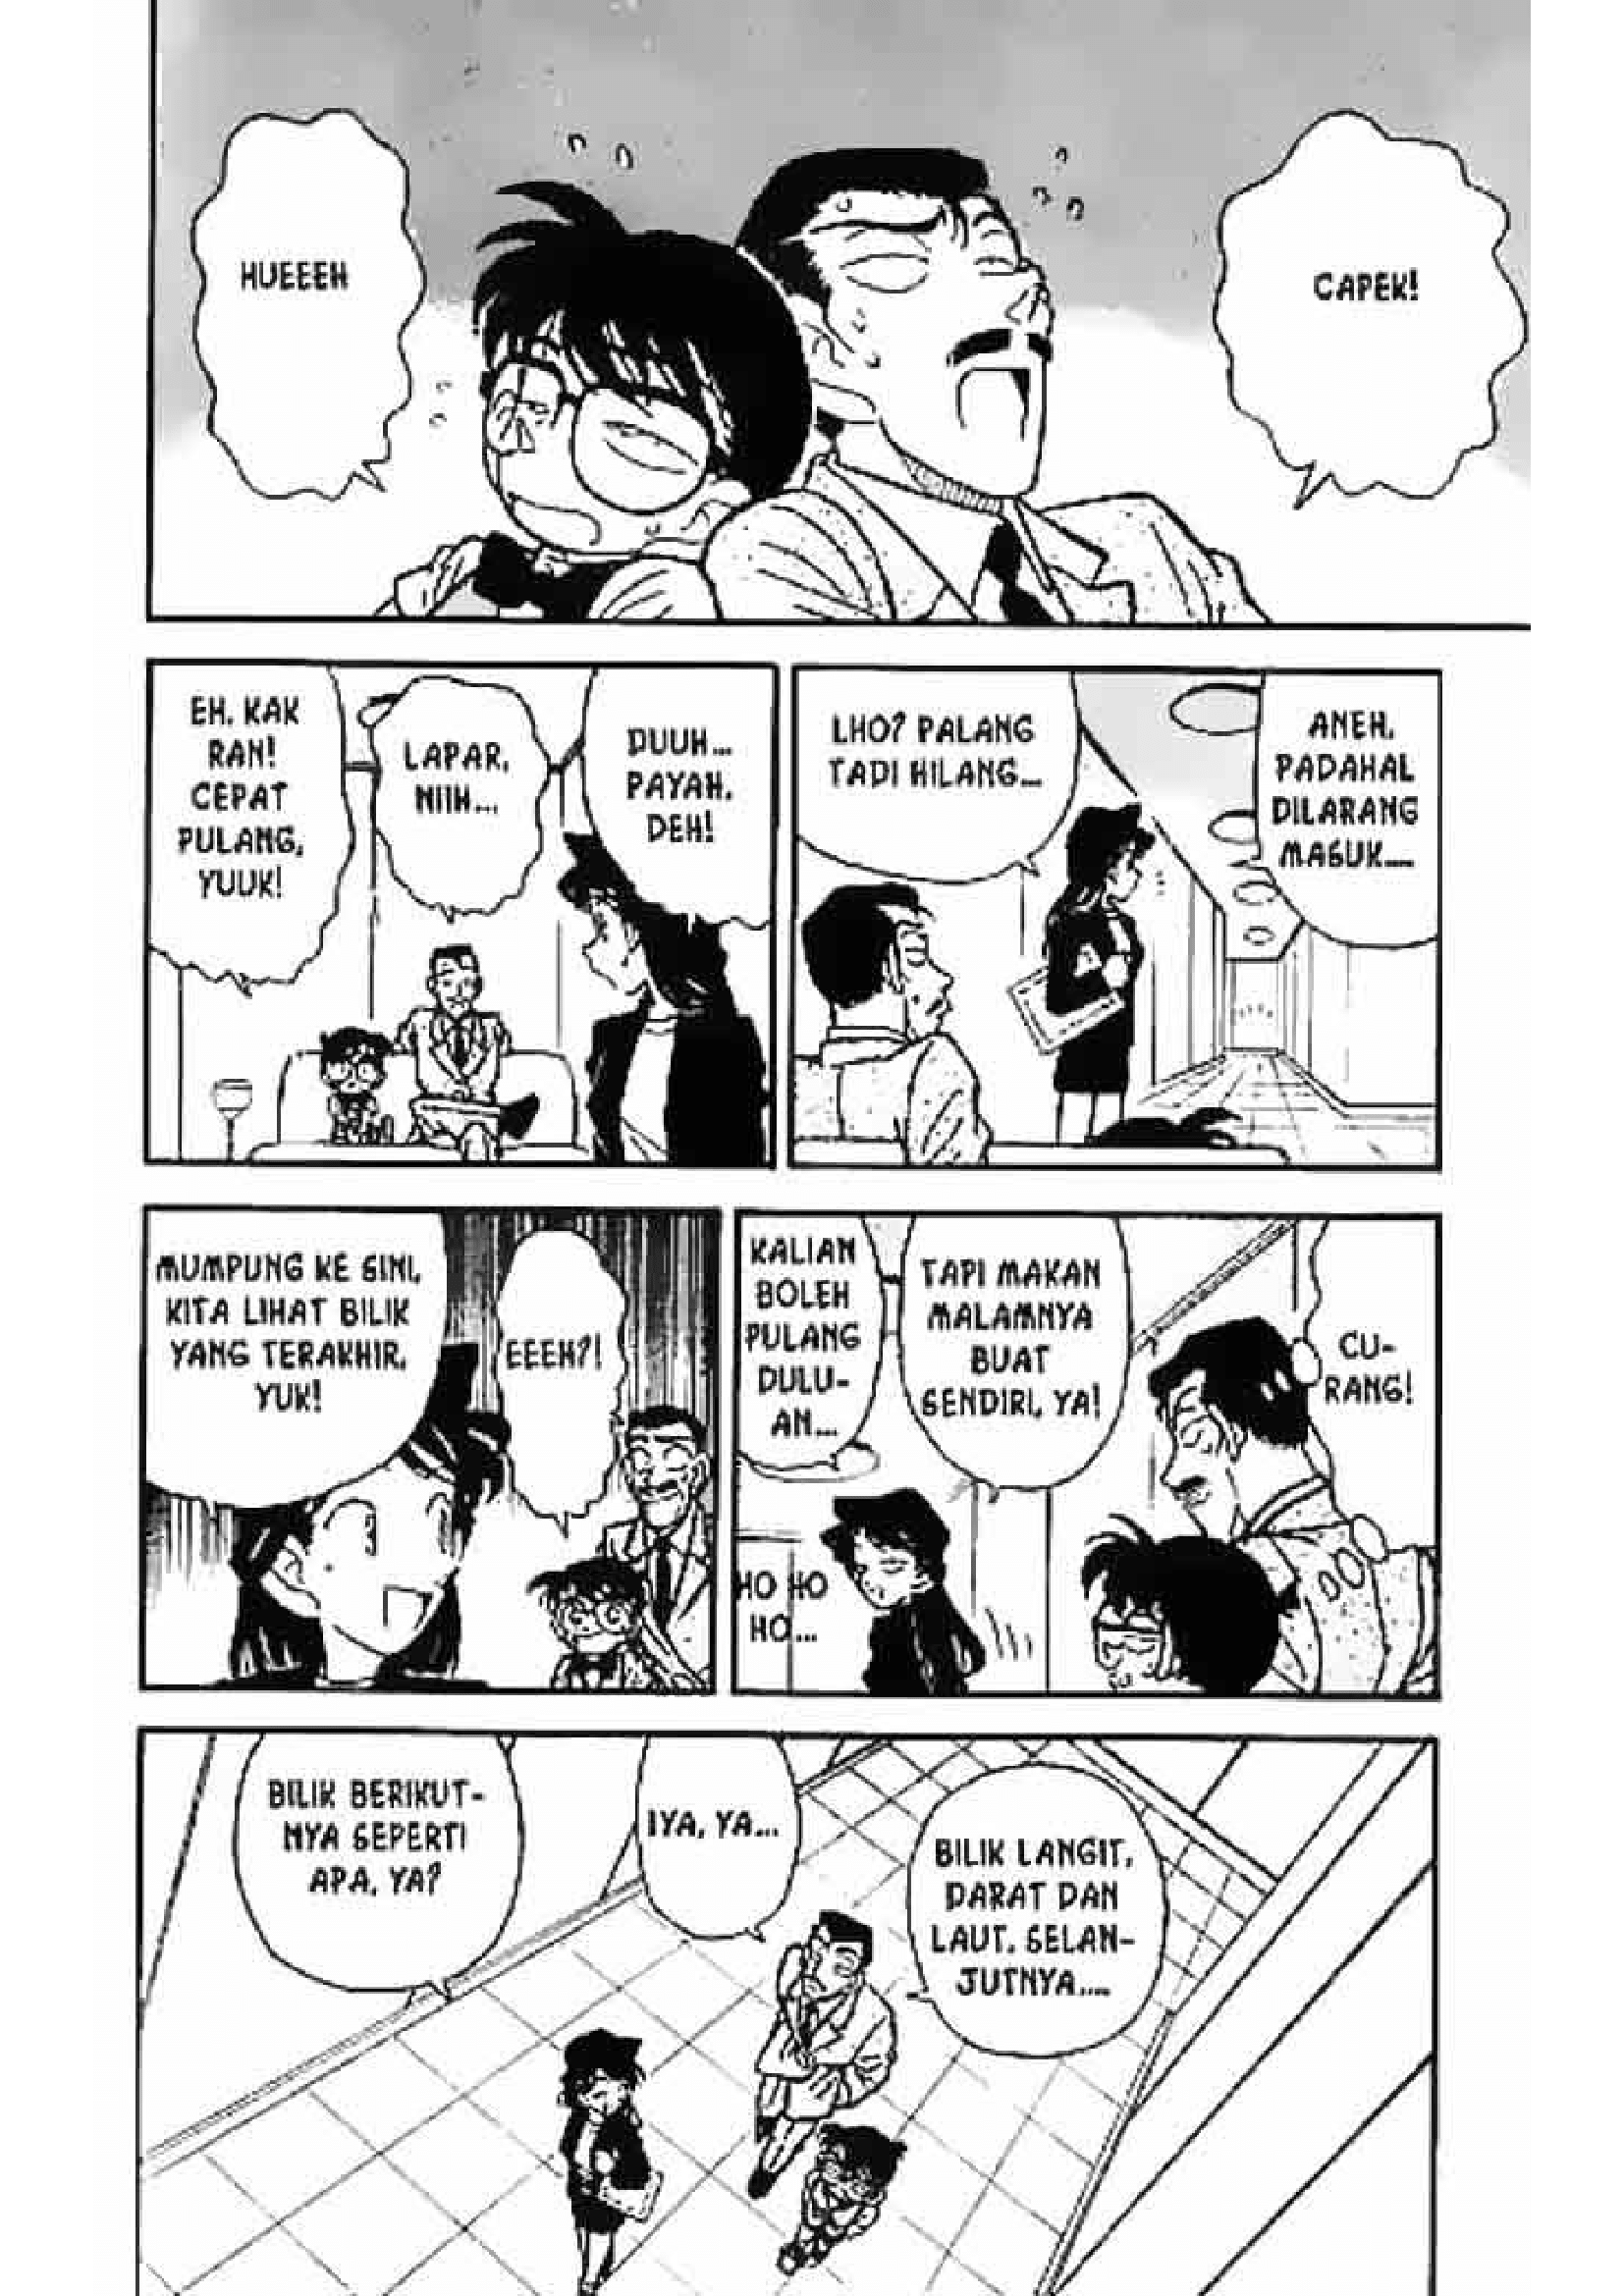 CAPEK!
HUEEEH
ANEH,
PADAHAL
DILARANG
MASUK....
LHO? PALANG
TADI HILANG...
DUUH...
PAYAH,
DEH!
LAPAR,
NIIH...
EH, KAK
RAN!
CEPAT
PULANG,
YUUK!
CU-
RANG!
TAPI MAKAN
MALAMNYA
BUAT
SENDIRI, YA!
KALIAN
BOLEH
PULANG
DULU-
AN...
HO HO
HO...
EEEH?!
MUMPUNG KE SINI,
KITA LIHAT BILIK
YANG TERAKHIR,
YUK!
BILIK LANGIT,
DARAT DAN
LAUT, SELAN-
JUTNYA....
IYA, YA...
BILIK BERIKUT-
NYA SEPERTI
APA, YA?